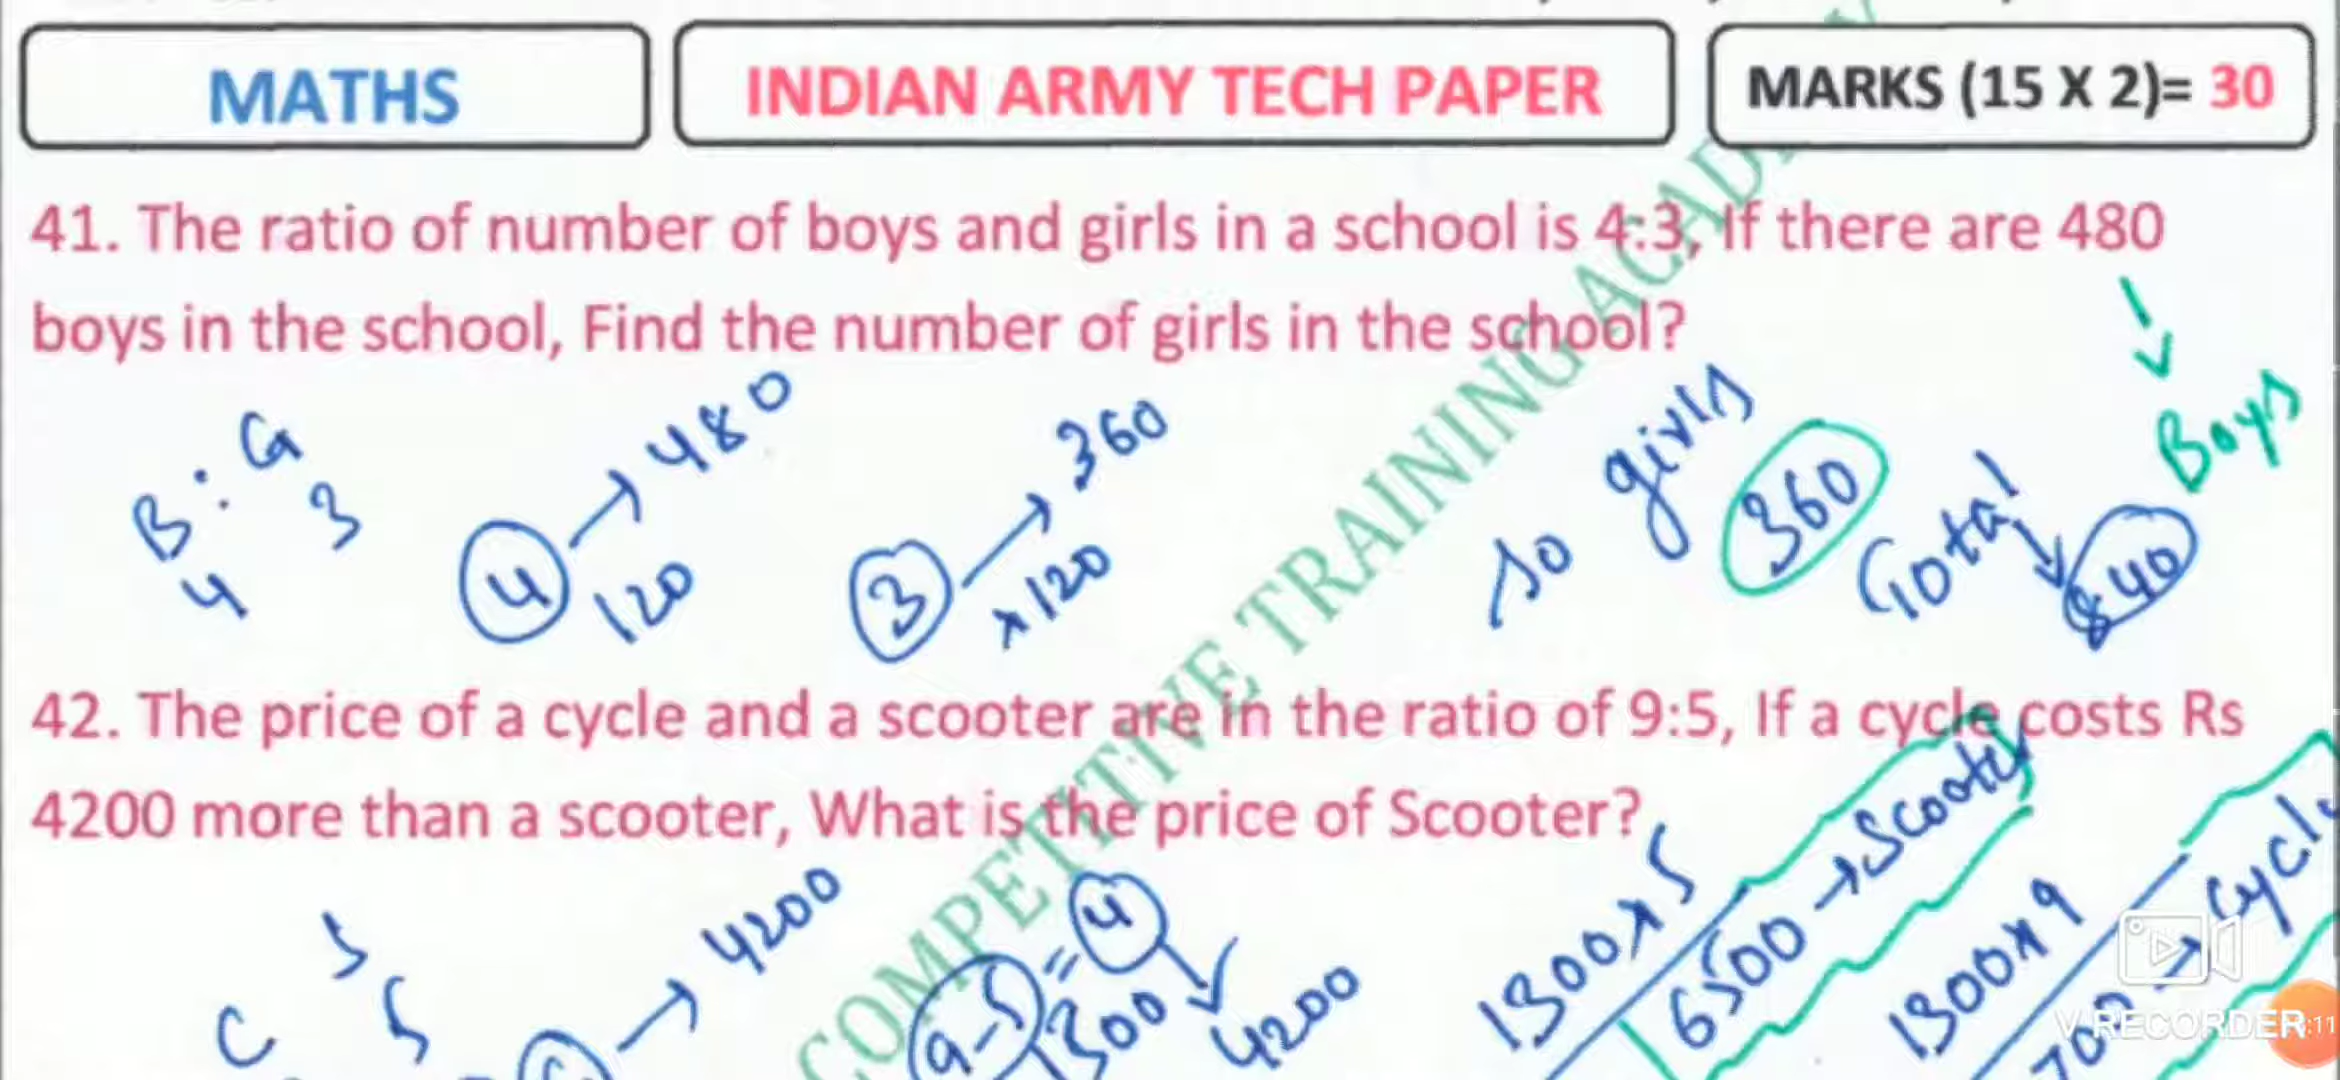 MATHS
INDIAN ARMY TECH PAPER
MARKS (15 X 2)= 30
41. The ratio of number of boys and girls in a school is 4:3, If there are 480
boys in the school, Find the number of girls in the school?
B : G
4 3
4 → 480
120
3 → 360
x 120
so girls
360
Total
840
Boys
42. The price of a cycle and a scooter are in the ratio of 9:5, If a cycle costs Rs
4200 more than a scooter, What is the price of Scooter?
C S
5
→ 4200
9-5 = 4
1300
4200
1300 x 5
6500 → Scooter
1300 x 9
→ Cycle
COMPETITIVE TRAINING ACADEMY
V RECORDER
:11